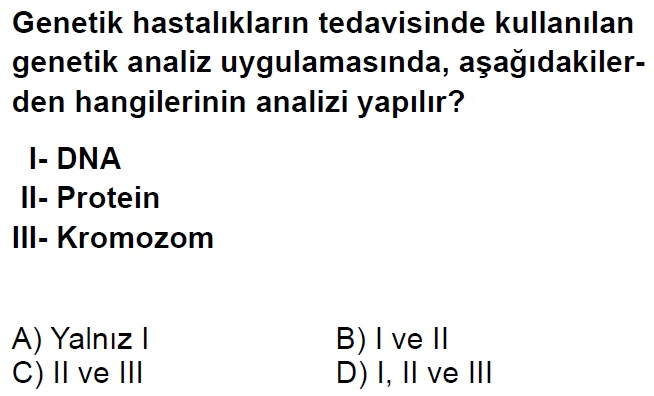 Genetik hastalıkların tedavisinde kullanılan
genetik analiz uygulamasında, aşağıdakiler-
den hangilerinin analizi yapılır?
I- DNA
II- Protein
III- Kromozom
A) Yalnız I B) I ve II
C) II ve III D) I, II ve III